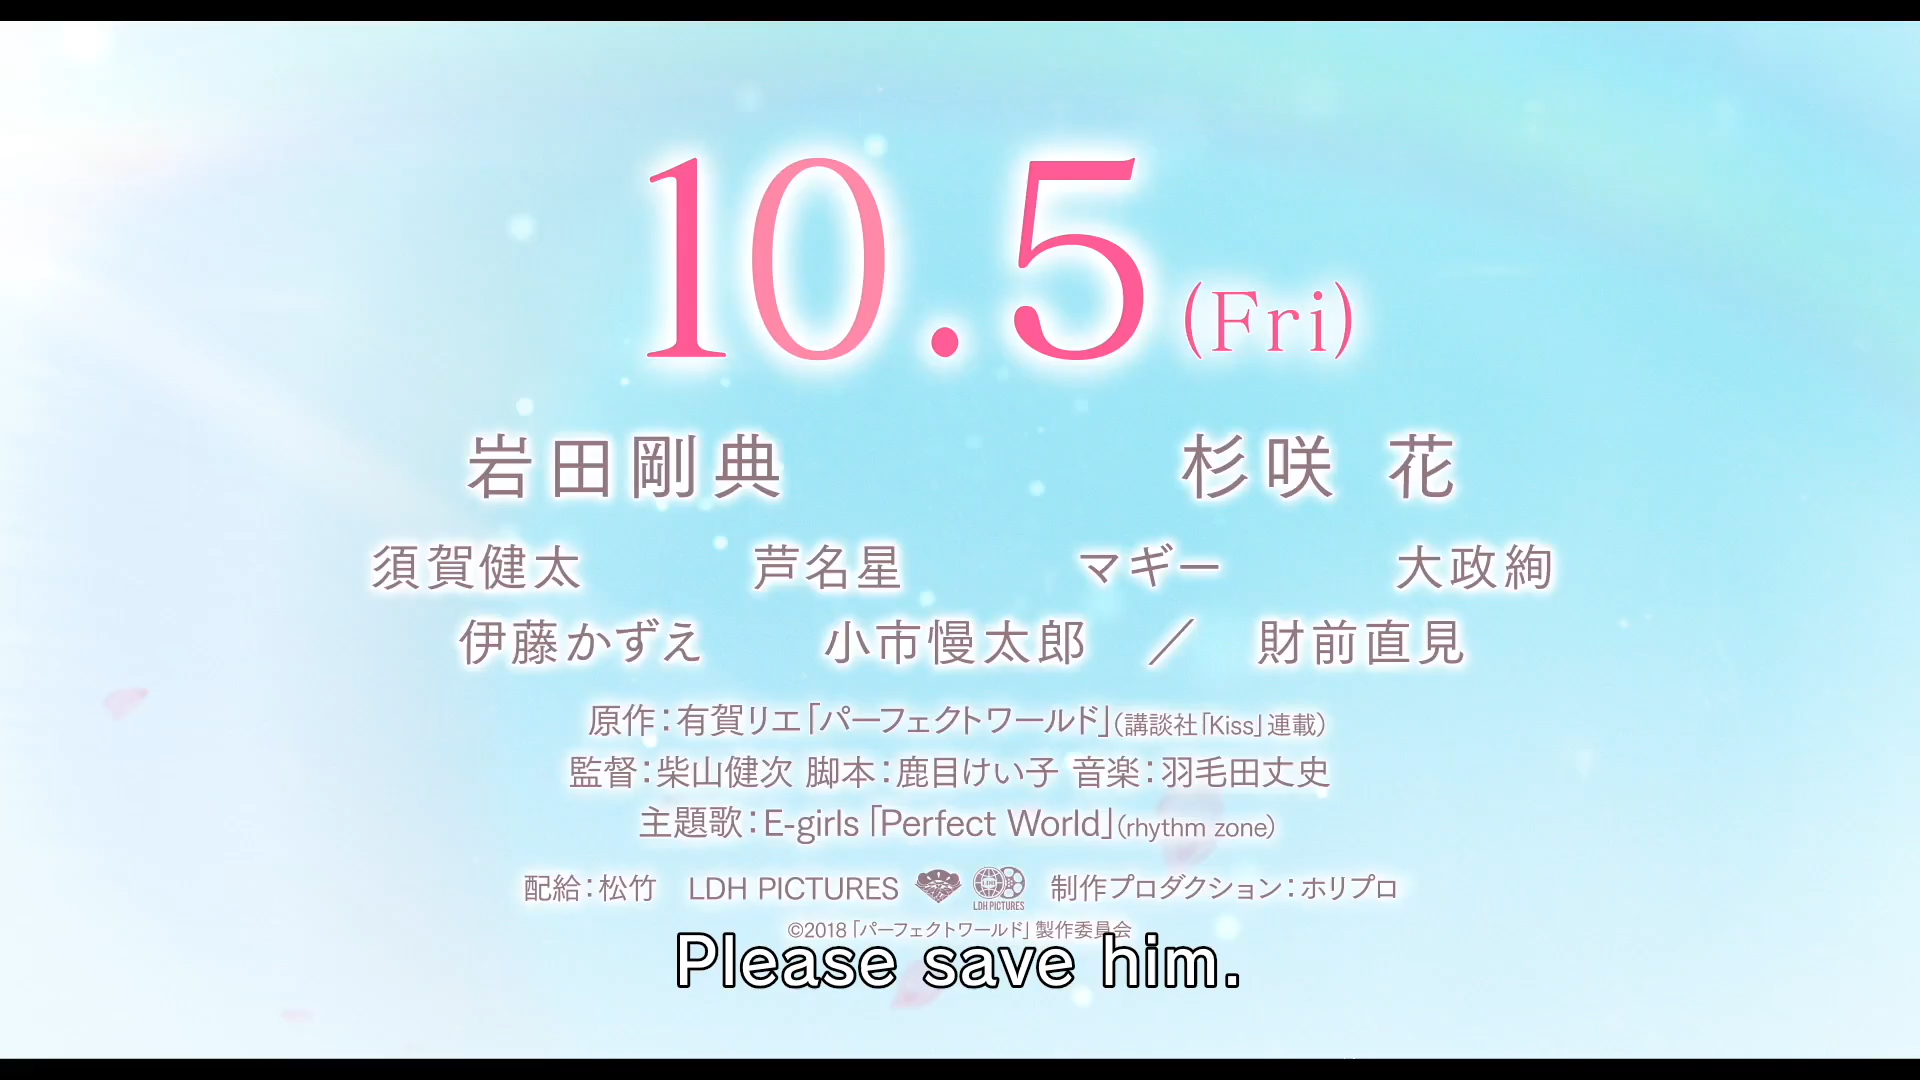 10.5(Fri)
岩田剛典 杉咲 花
須賀健太 芦名星 マギー 大政絢
伊藤かずえ 小市慢太郎 ／ 財前直見
原作：有賀リエ「パーフェクトワールド」（講談社「Kiss」連載）
監督：柴山健次 脚本：鹿目けい子 音楽：羽毛田丈史
主題歌：E-girls「Perfect World」（rhythm zone）
配給：松竹 LDH PICTURES LDH LDH PICTURES 制作プロダクション：ホリプロ
©2018「パーフェクトワールド」製作委員会
Please save him.